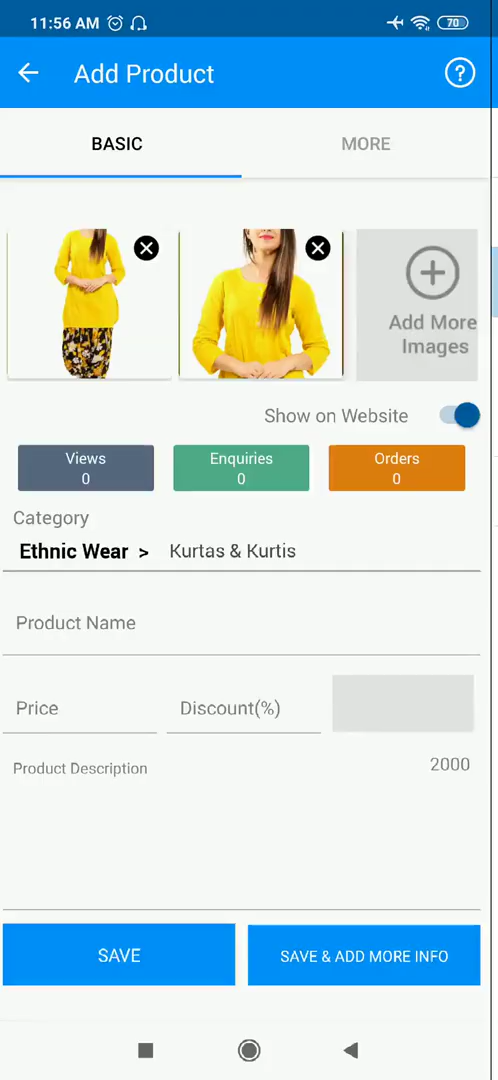 11:56 AM
70
Add Product
?
BASIC
MORE
Add More
Images
Show on Website
Views
0
Enquiries
0
Orders
0
Category
Ethnic Wear > Kurtas & Kurtis
Product Name
Price
Discount(%)
Product Description
2000
SAVE
SAVE & ADD MORE INFO